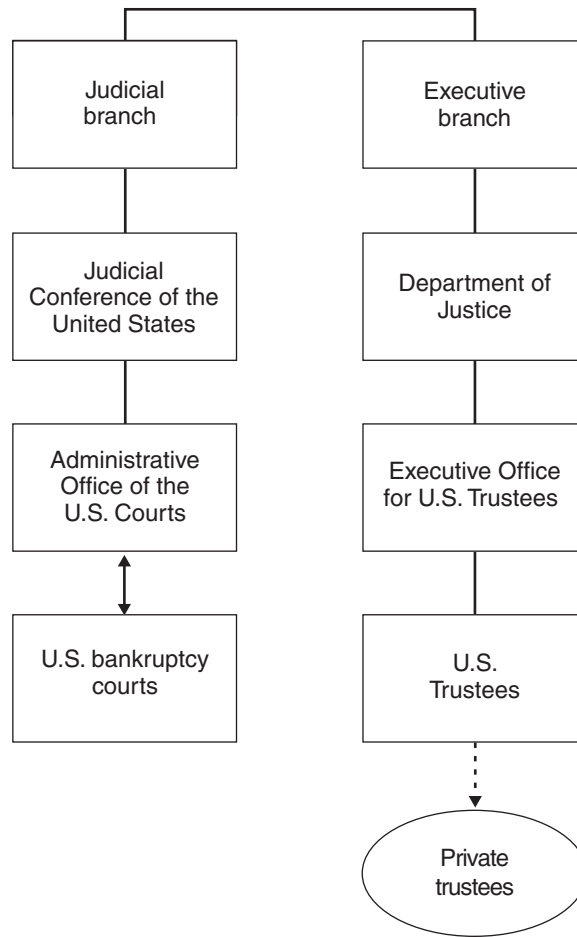 Judicial
branch
Executive
branch
Judicial
Conference of the
United States
Department of
Justice
Administrative
Office of the
U.S. Courts
Executive Office
for U.S. Trustees
U.S. bankruptcy
courts
U.S.
Trustees
Private
trustees